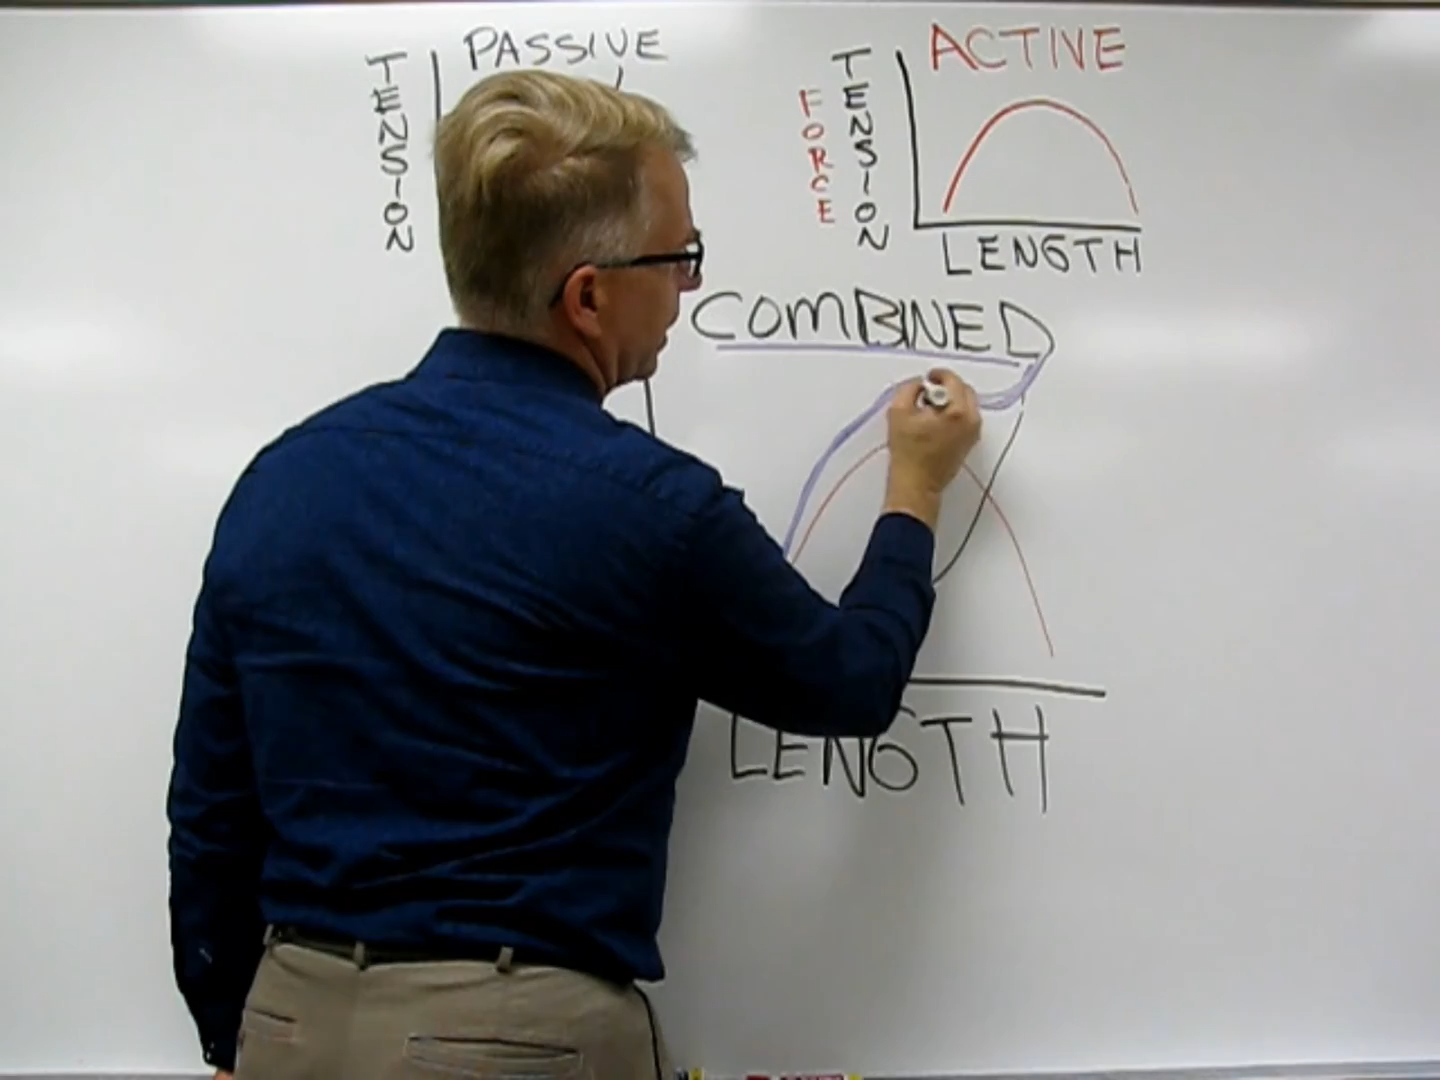 PASSIVE
TENSION
ACTIVE
FORCE
TENSION
LENGTH
COMBINED
LENGTH